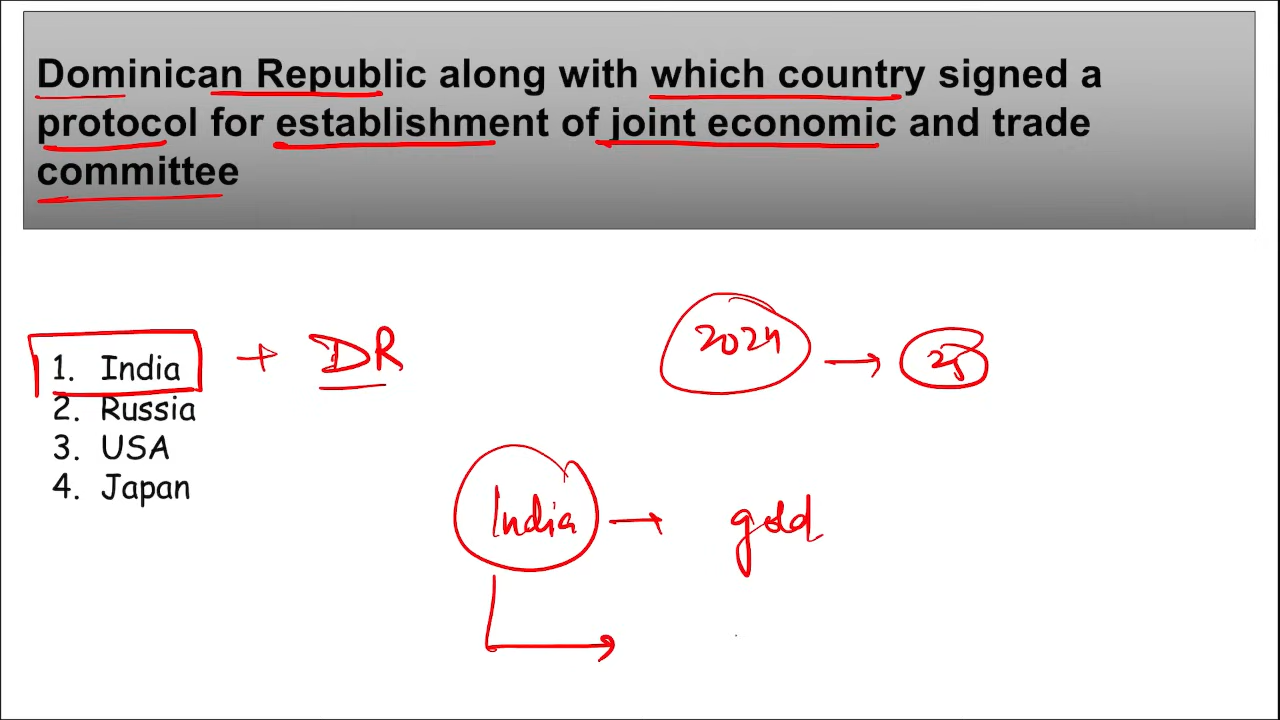 Dominican Republic along with which country signed a
protocol for establishment of joint economic and trade
committee
1. India + DR
2024 → 25
2. Russia
3. USA
4. Japan
India → gold